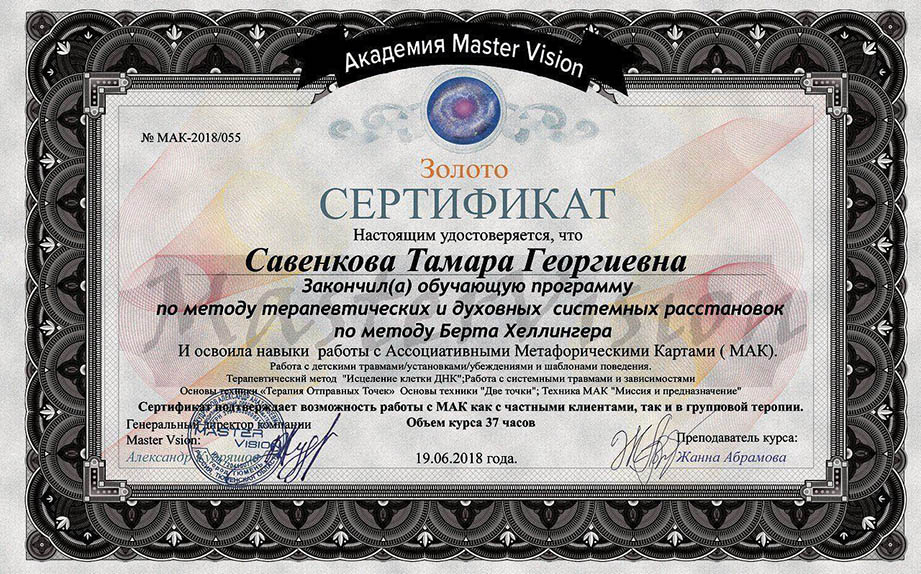 Академия Master Vision
№ МАК-2018/055
Золото
СЕРТИФИКАТ
Настоящим удостоверяется, что
Савенкова Тамара Георгиевна
Закончил(а) обучающую программу
по методу терапевтических и духовных системных расстановок
по методу Берта Хеллингера
И освоила навыки работы с Ассоциативными Метафорическими Картами ( МАК).
Работа с детскими травмами/установками/убеждениями и шаблонами поведения.
Терапевтический метод "Исцеление клетки ДНК";Работа с системными травмами и зависимостями
Основы техники «Терапия Отправных Точек» Основы техники "Две точки"; Техника МАК "Миссия и предназначение"
Сертификат подтверждает возможность работы с МАК как с частными клиентами, так и в групповой теропии.
Генеральный директор компании
Объем курса 37 часов
Master Vision:
Преподаватель курса:
Александр
19.06.2018 года.
Жанна Абрамова
MASTER
VISION
Mastervision